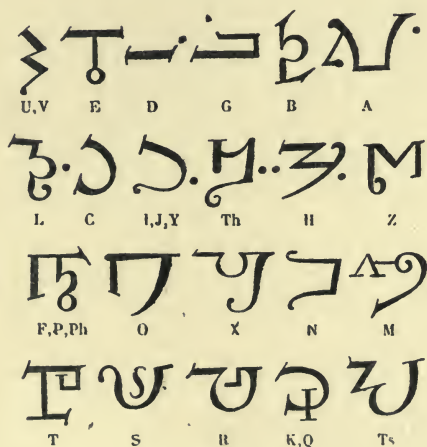 U,V E D G B A
L C I,J,Y Th H Z
F,P,Ph O X N M
T S R K,Q Ts